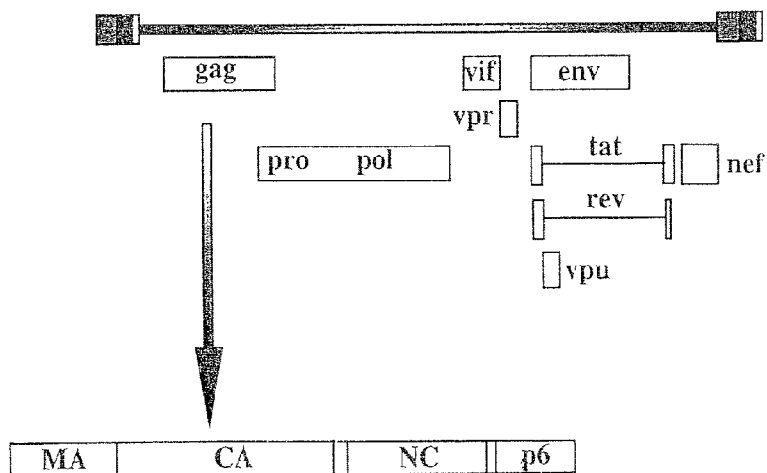 gag vif env
vpr
pro pol tat nef
rev
vpu
MA CA NC p6